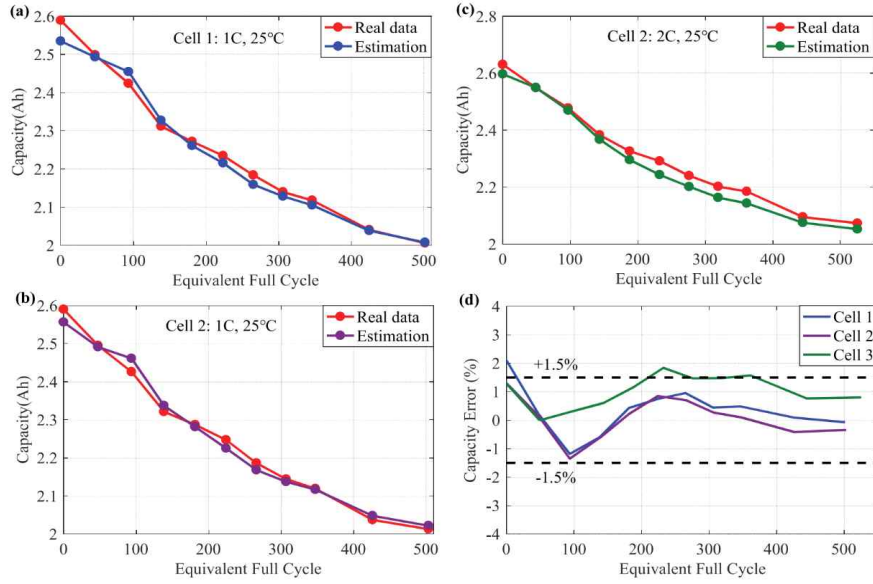 (a)
Cell 1: 1C, 25°C
Real data
Estimation
Capacity(Ah)
2.6
2.5
2.4
2.3
2.2
2.1
2
0 100 200 300 400 500
Equivalent Full Cycle
(c)
Cell 2: 2C, 25°C
Real data
Estimation
Capacity(Ah)
2.8
2.6
2.4
2.2
2
0 100 200 300 400 500
Equivalent Full Cycle
(b)
Cell 2: 1C, 25°C
Real data
Estimation
Capacity(Ah)
2.6
2.5
2.4
2.3
2.2
2.1
2
0 100 200 300 400 500
Equivalent Full Cycle
(d)
Cell 1
Cell 2
Cell 3
+1.5%
-1.5%
Capacity Error (%)
4
3
2
1
0
-1
-2
-3
-4
0 100 200 300 400 500
Equivalent Full Cycle